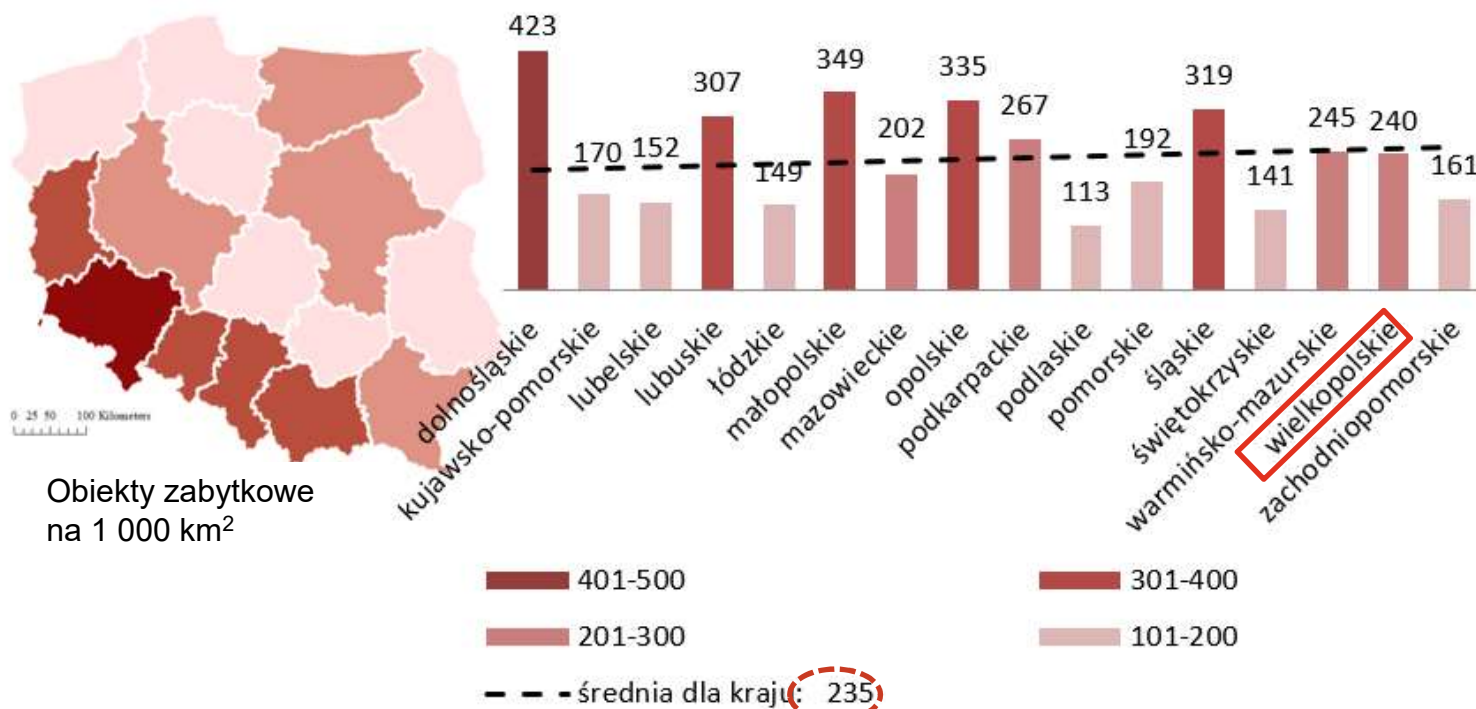 423
170
152
307
149
349
202
335
267
113
192
319
141
245
240
161
dolnośląskie
kujawsko-pomorskie
lubelskie
lubuskie
łódzkie
małopolskie
mazowieckie
opolskie
podkarpackie
podlaskie
pomorskie
śląskie
świętokrzyskie
warmińsko-mazurskie
wielkopolskie
zachodniopomorskie
0 25 50 100 Kilometers
Obiekty zabytkowe
na 1 000 km²
401-500
301-400
201-300
101-200
średnia dla kraju: 235